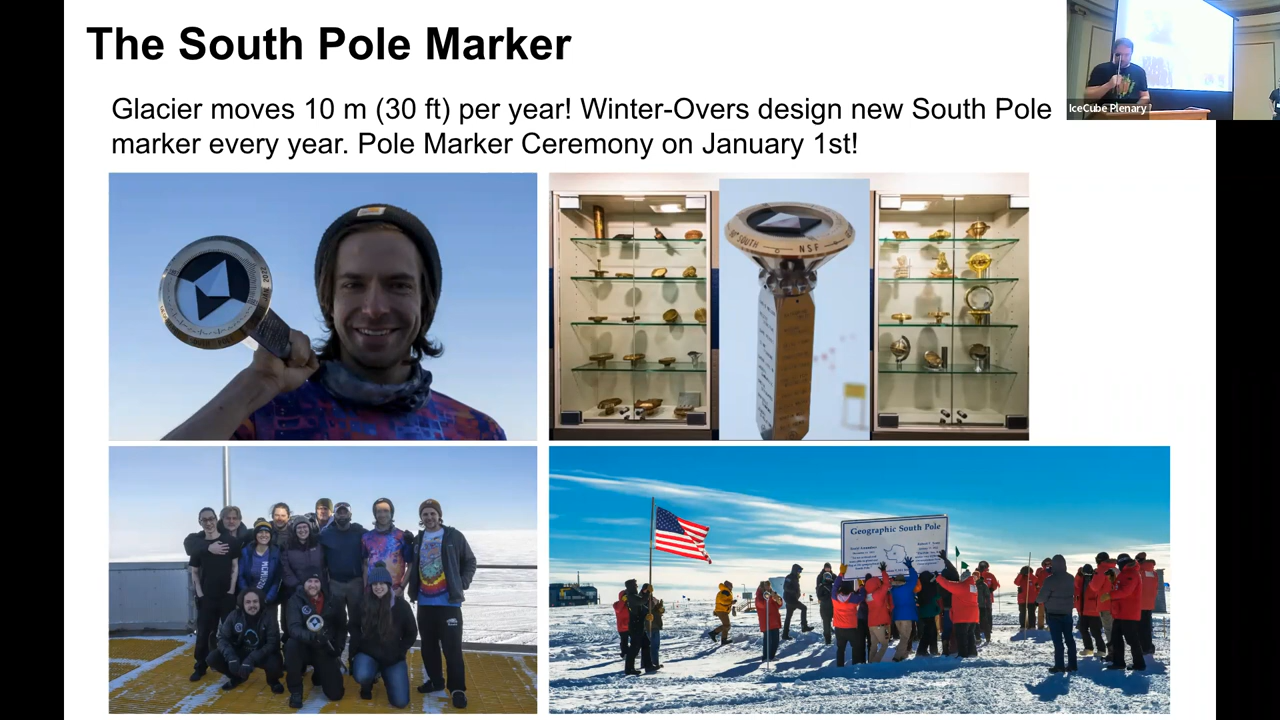 The South Pole Marker
Glacier moves 10 m (30 ft) per year! Winter-Overs design new South Pole
marker every year. Pole Marker Ceremony on January 1st!
IceCube Plenary
SOUTH
NSF
Geographic South Pole